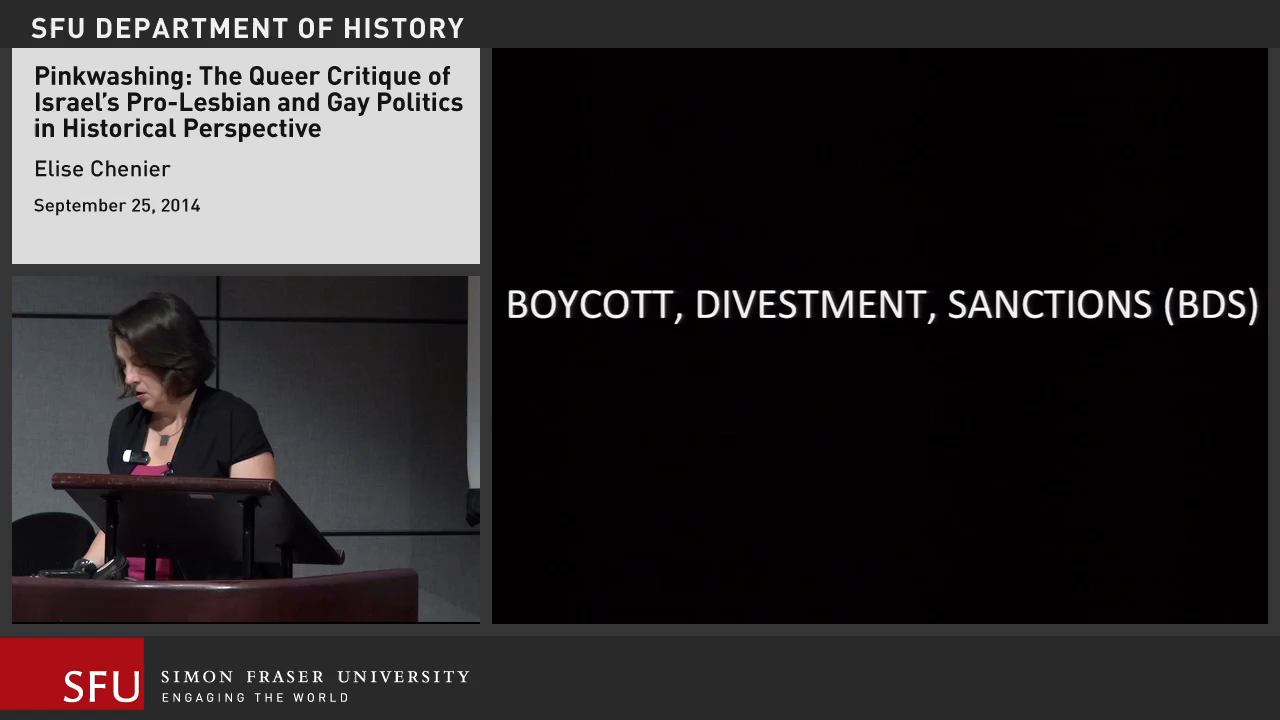 SFU DEPARTMENT OF HISTORY
Pinkwashing: The Queer Critique of
Israel's Pro-Lesbian and Gay Politics
in Historical Perspective
Elise Chenier
September 25, 2014
BOYCOTT, DIVESTMENT, SANCTIONS (BDS)
SFU
SIMON FRASER UNIVERSITY
ENGAGING THE WORLD